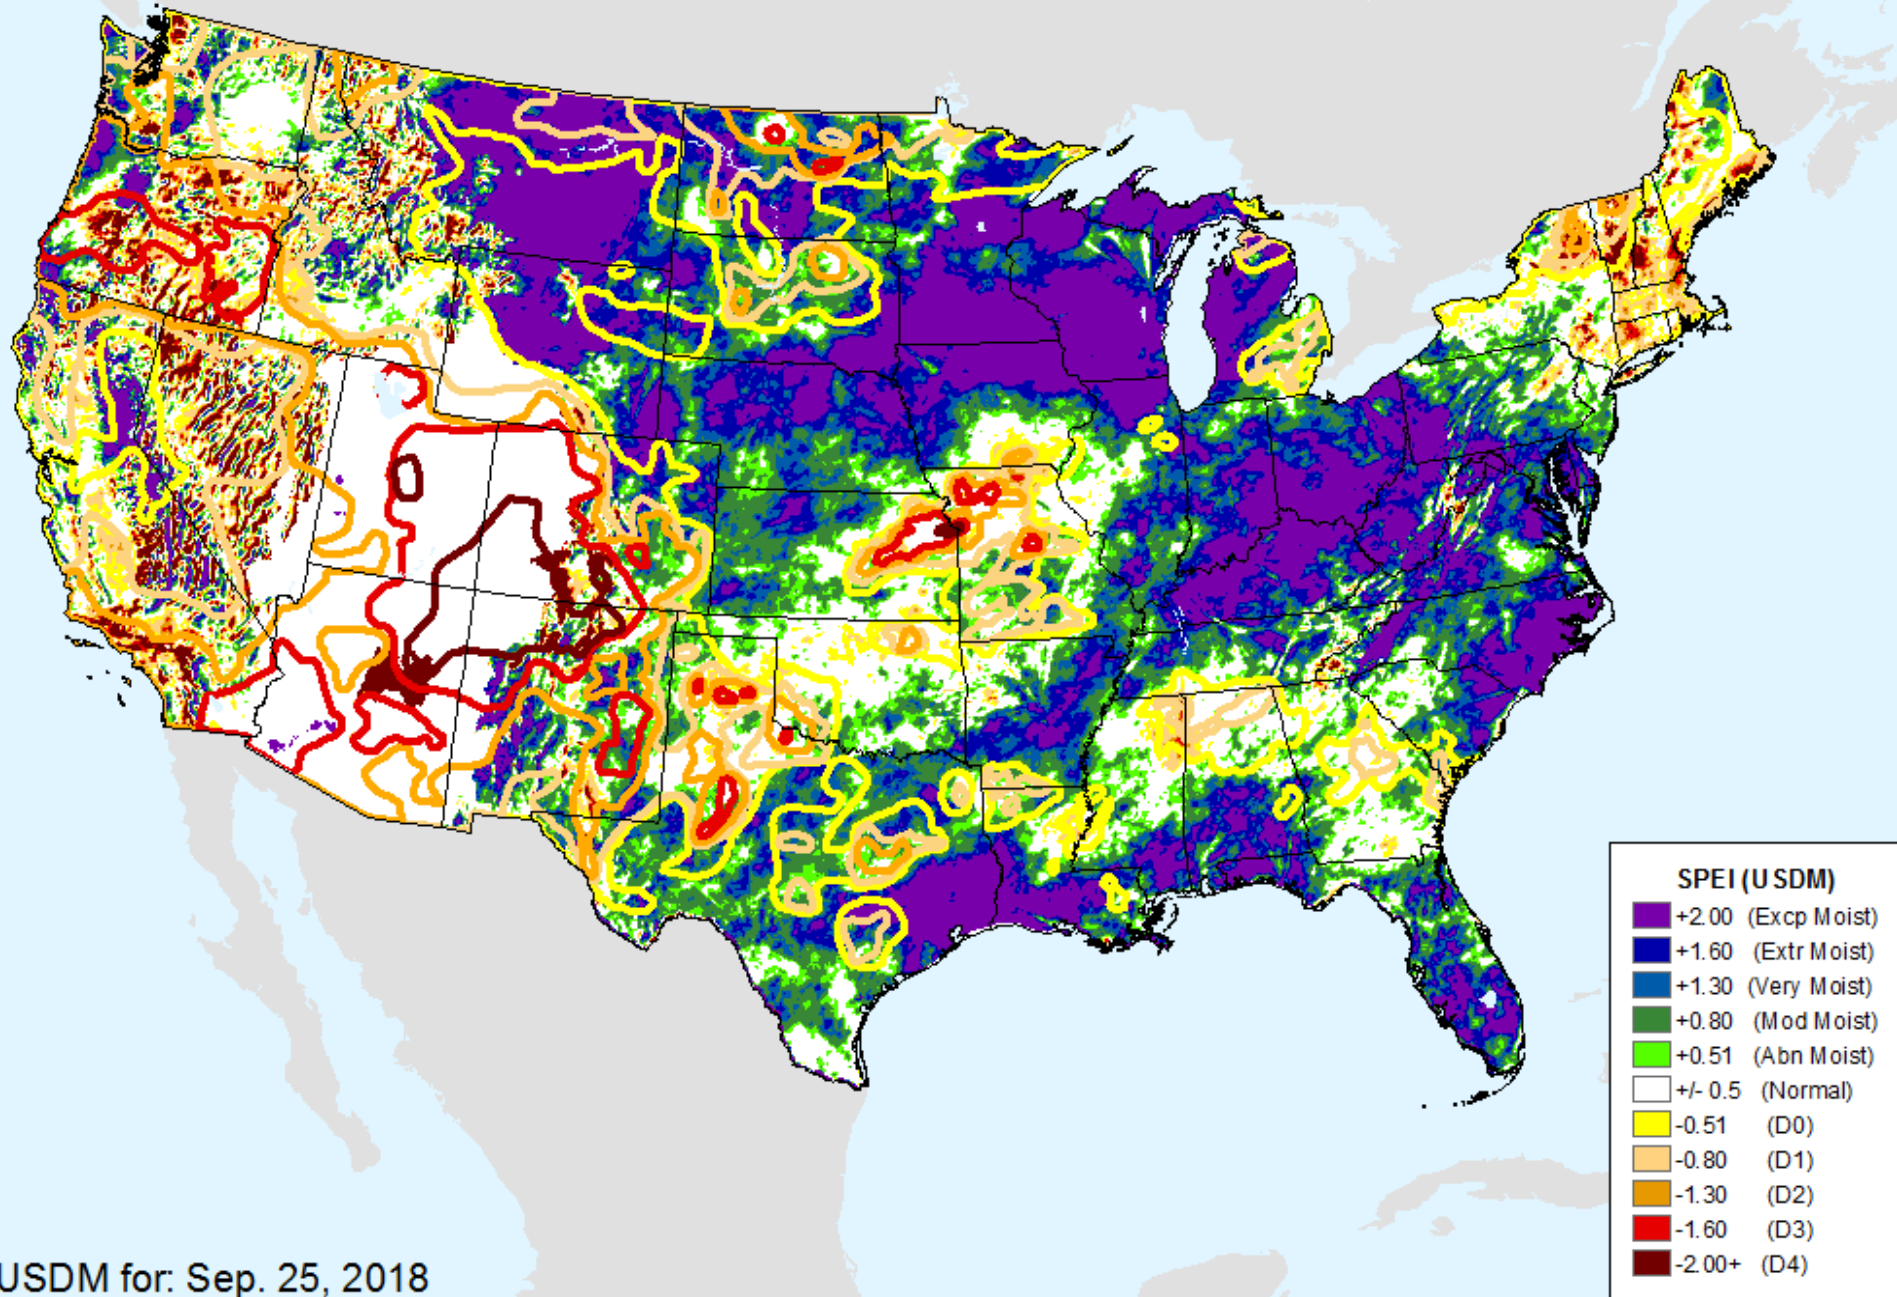 SPEI (USDM)
+2.00 (Excp Moist)
+1.60 (Extr Moist)
+1.30 (Very Moist)
+0.80 (Mod Moist)
+0.51 (Abn Moist)
+/- 0.5 (Normal)
-0.51 (D0)
-0.80 (D1)
-1.30 (D2)
-1.60 (D3)
-2.00+ (D4)
USDM for: Sep. 25, 2018